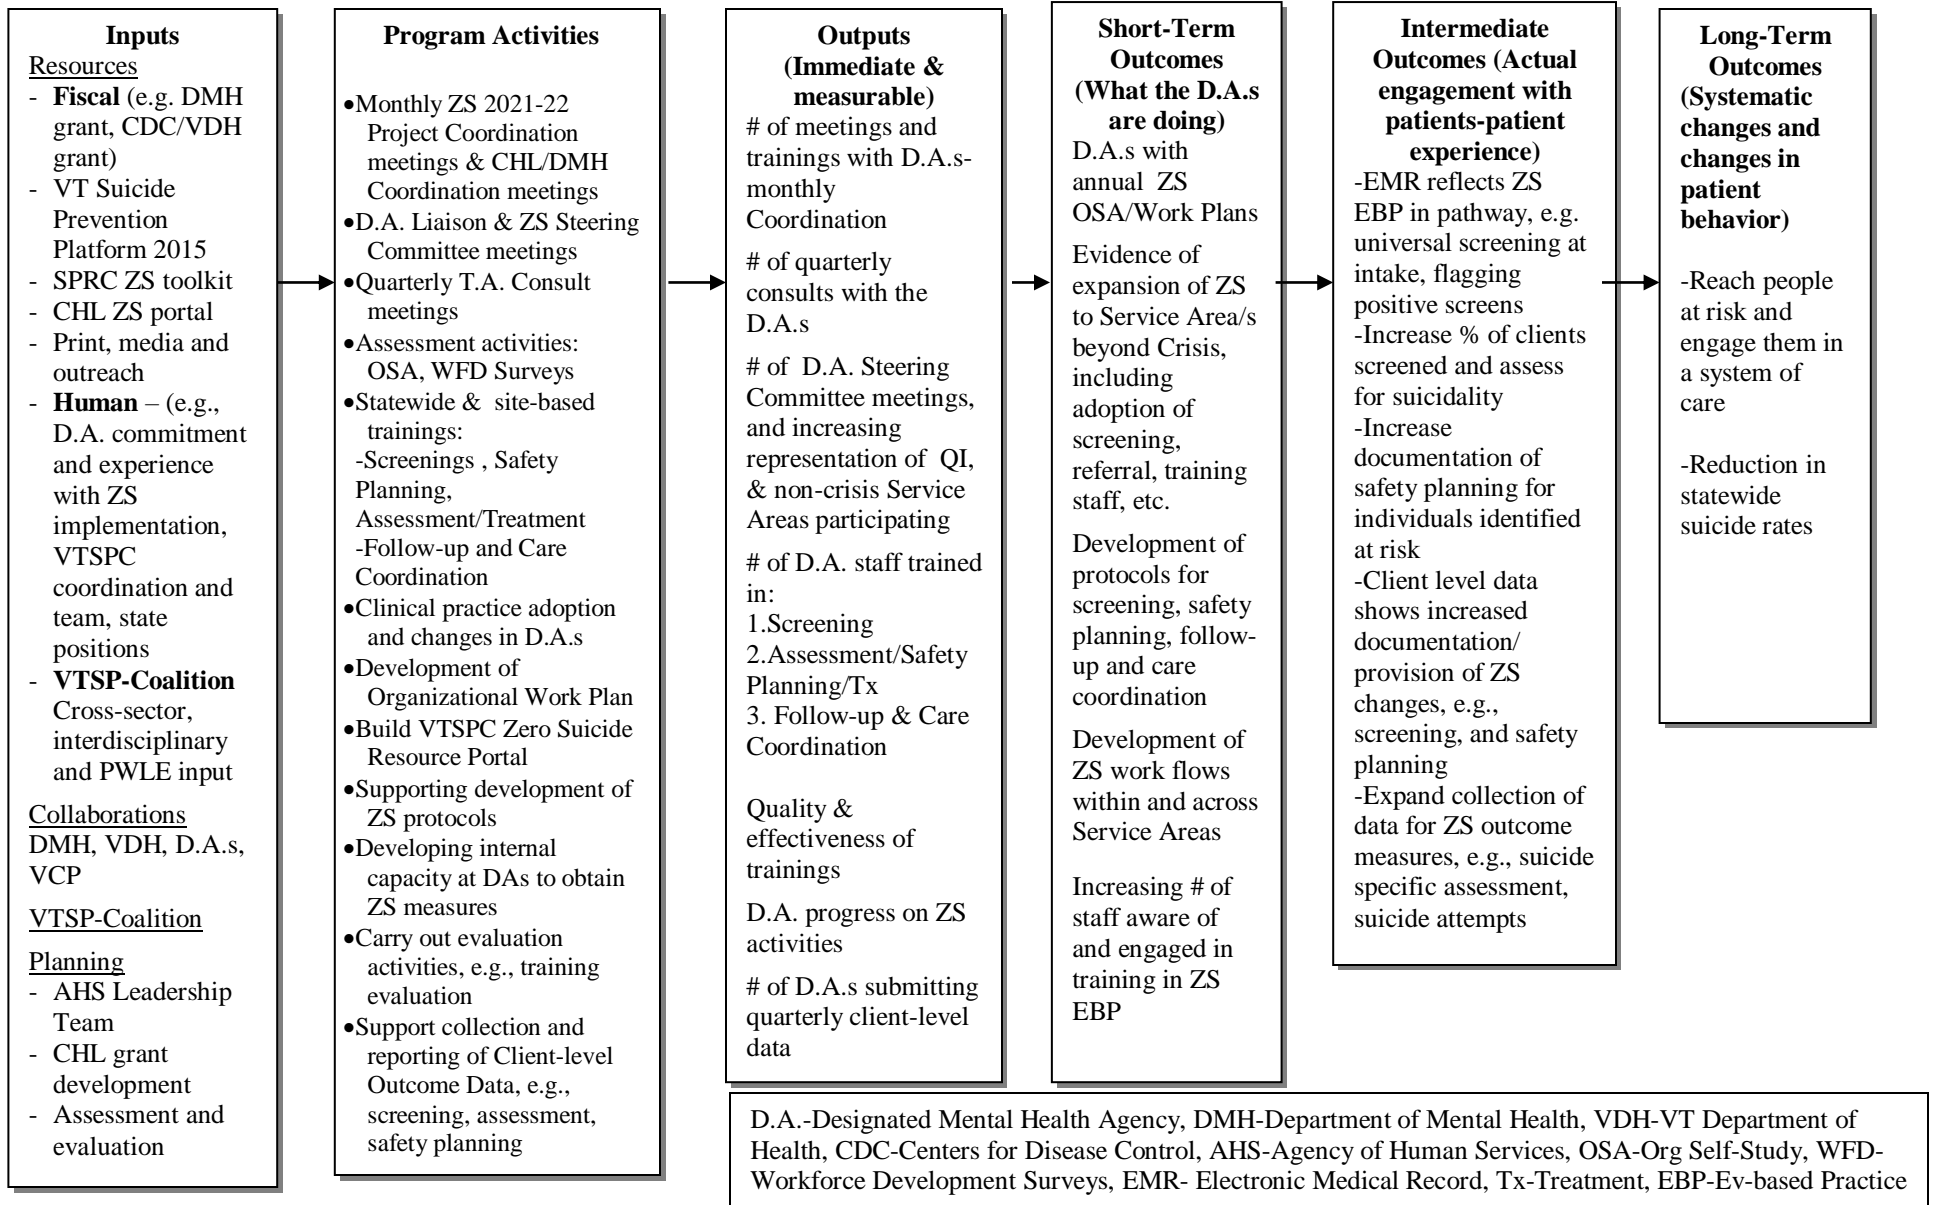 Inputs
Resources
- Fiscal (e.g. DMH
grant, CDC/VDH
grant)
- VT Suicide
Prevention
Platform 2015
- SPRC ZS toolkit
- CHL ZS portal
- Print, media and
outreach
- Human – (e.g.,
D.A. commitment
and experience
with ZS
implementation,
VTSPC
coordination and
team, state
positions
- VTSP-Coalition
Cross-sector,
interdisciplinary
and PWLE input
Collaborations
DMH, VDH, D.A.s,
VCP
VTSP-Coalition
Planning
- AHS Leadership
Team
- CHL grant
development
- Assessment and
evaluation
Program Activities
•Monthly ZS 2021-22
Project Coordination
meetings & CHL/DMH
Coordination meetings
•D.A. Liaison & ZS Steering
Committee meetings
•Quarterly T.A. Consult
meetings
•Assessment activities:
OSA, WFD Surveys
•Statewide & site-based
trainings:
-Screenings , Safety
Planning,
Assessment/Treatment
-Follow-up and Care
Coordination
•Clinical practice adoption
and changes in D.A.s
•Development of
Organizational Work Plan
•Build VTSPC Zero Suicide
Resource Portal
•Supporting development of
ZS protocols
•Developing internal
capacity at DAs to obtain
ZS measures
•Carry out evaluation
activities, e.g., training
evaluation
•Support collection and
reporting of Client-level
Outcome Data, e.g.,
screening, assessment,
safety planning
Outputs
(Immediate &
measurable)
# of meetings and
trainings with D.A.s-
monthly
Coordination
# of quarterly
consults with the
D.A.s
# of D.A. Steering
Committee meetings,
and increasing
representation of QI,
& non-crisis Service
Areas participating
# of D.A. staff trained
in:
1.Screening
2.Assessment/Safety
Planning/Tx
3. Follow-up & Care
Coordination
Quality &
effectiveness of
trainings
D.A. progress on ZS
activities
# of D.A.s submitting
quarterly client-level
data
Short-Term
Outcomes
(What the D.A.s
are doing)
D.A.s with
annual ZS
OSA/Work Plans
Evidence of
expansion of ZS
to Service Area/s
beyond Crisis,
including
adoption of
screening,
referral, training
staff, etc.
Development of
protocols for
screening, safety
planning, follow-
up and care
coordination
Development of
ZS work flows
within and across
Service Areas
Increasing # of
staff aware of
and engaged in
training in ZS
EBP
Intermediate
Outcomes (Actual
engagement with
patients-patient
experience)
-EMR reflects ZS
EBP in pathway, e.g.
universal screening at
intake, flagging
positive screens
-Increase % of clients
screened and assess
for suicidality
-Increase
documentation of
safety planning for
individuals identified
at risk
-Client level data
shows increased
documentation/
provision of ZS
changes, e.g.,
screening, and safety
planning
-Expand collection of
data for ZS outcome
measures, e.g., suicide
specific assessment,
suicide attempts
Long-Term
Outcomes
(Systematic
changes and
changes in
patient
behavior)
-Reach people
at risk and
engage them in
a system of
care
-Reduction in
statewide
suicide rates
D.A.-Designated Mental Health Agency, DMH-Department of Mental Health, VDH-VT Department of
Health, CDC-Centers for Disease Control, AHS-Agency of Human Services, OSA-Org Self-Study, WFD-
Workforce Development Surveys, EMR- Electronic Medical Record, Tx-Treatment, EBP-Ev-based Practice